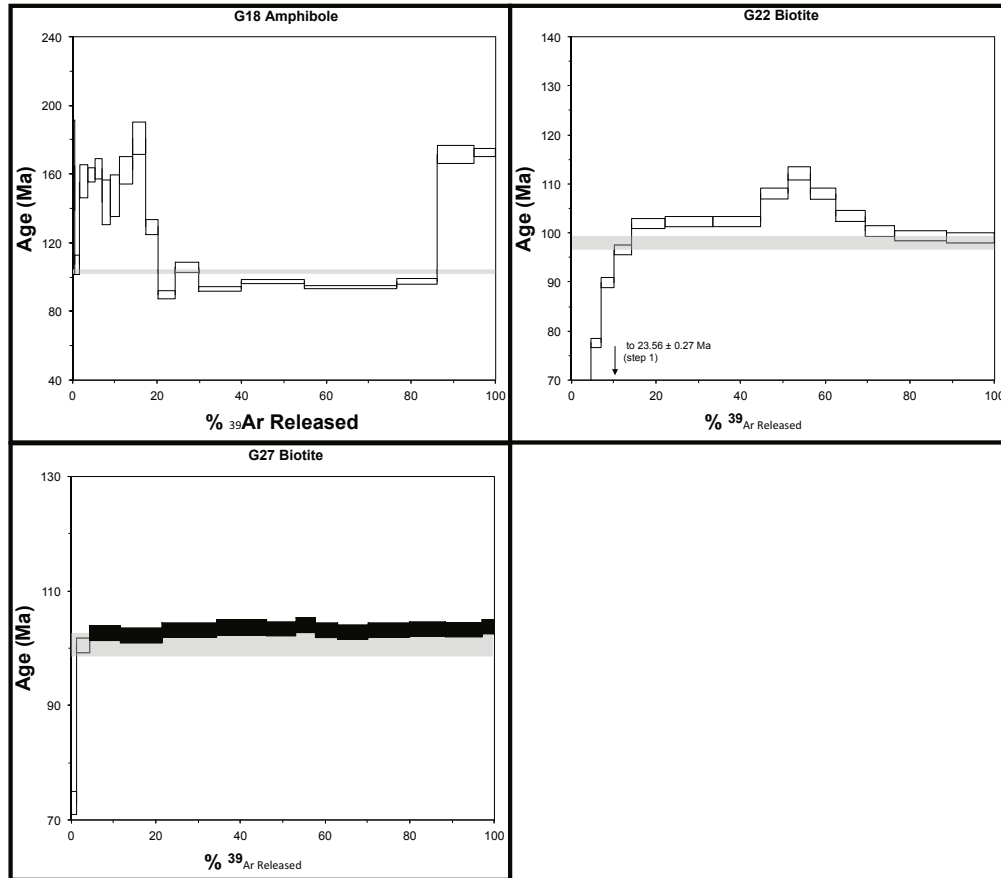 G18 Amphibole
240
200
160
120
80
40
Age (Ma)
0 20 40 60 80 100
% 39Ar Released
G22 Biotite
140
130
120
110
100
90
80
70
Age (Ma)
to 23.56 ± 0.27 Ma
(step 1)
0 20 40 60 80 100
% 39Ar Released
G27 Biotite
130
110
90
70
Age (Ma)
0 20 40 60 80 100
% 39Ar Released